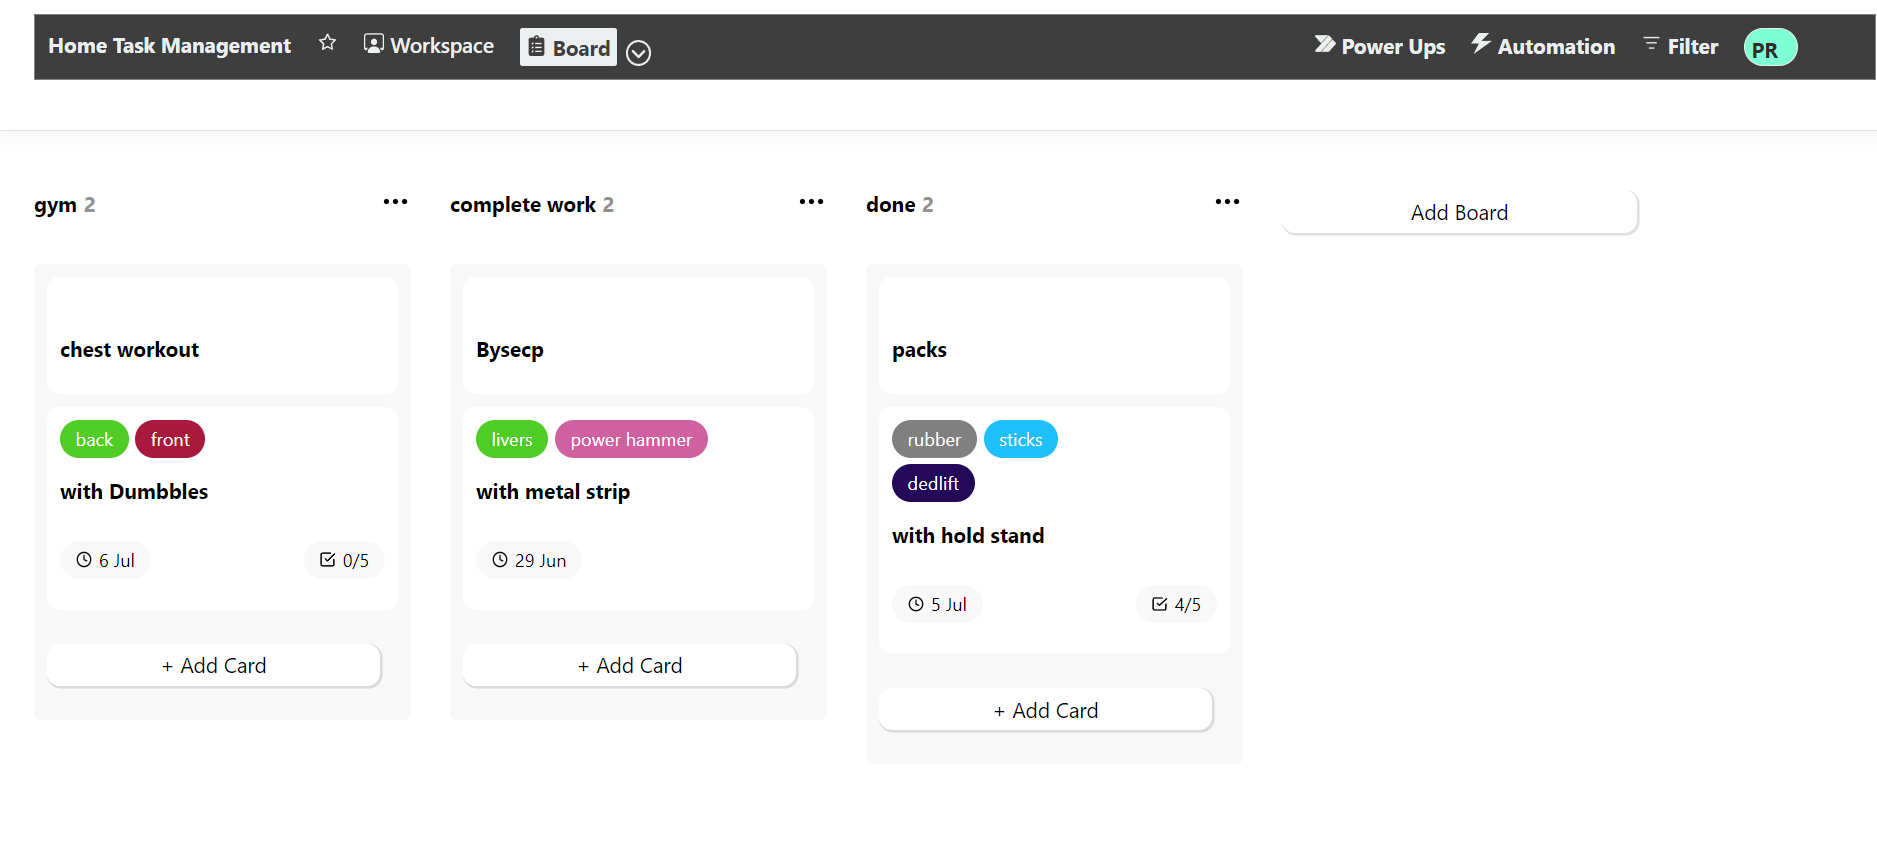 Home Task Management Workspace Board Power Ups Automation Filter PR
gym 2
chest workout
back front
with Dumbbles
6 Jul 0/5
+ Add Card
complete work 2
Bysecp
livers power hammer
with metal strip
29 Jun
+ Add Card
done 2
packs
rubber sticks
dedlift
with hold stand
5 Jul 4/5
+ Add Card
Add Board